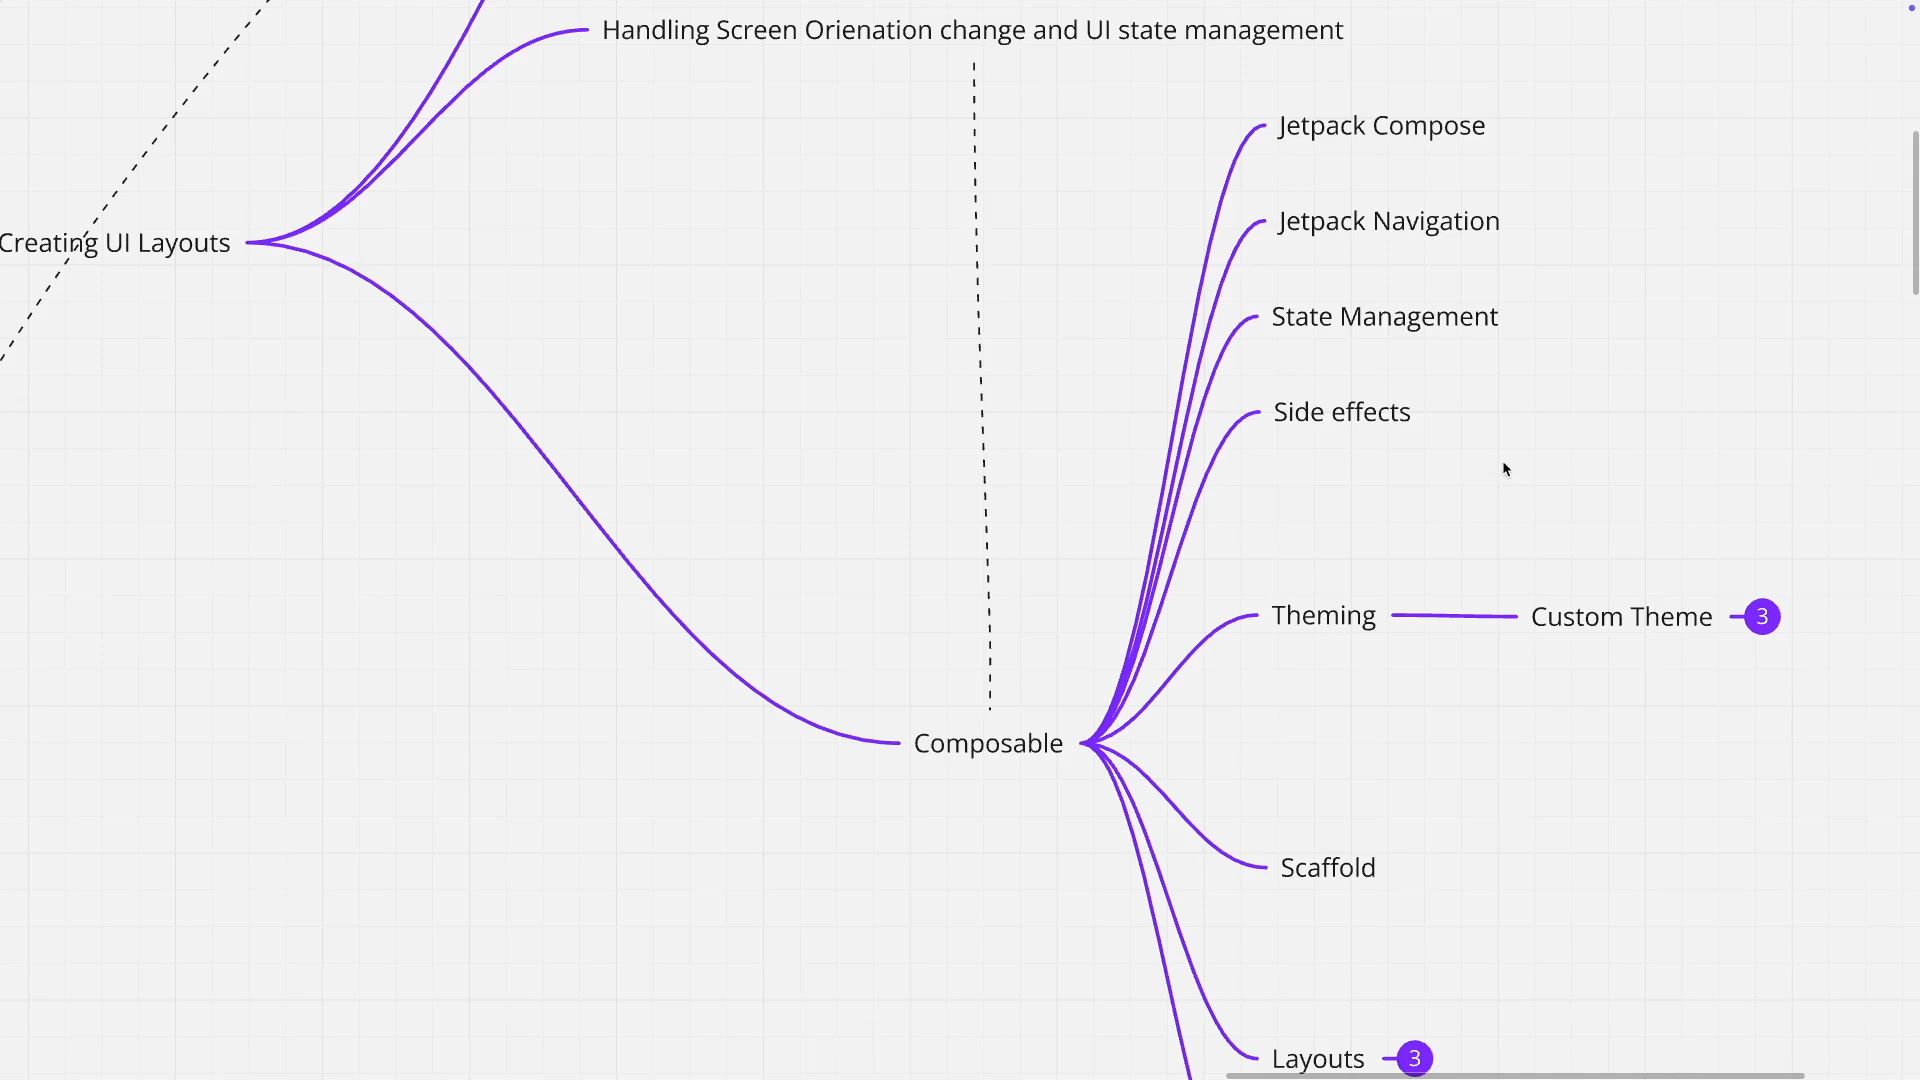 Handling Screen Orienation change and UI state management
Jetpack Compose
Jetpack Navigation
Creating UI Layouts
State Management
Side effects
Theming
Custom Theme
3
Composable
Scaffold
Layouts
3